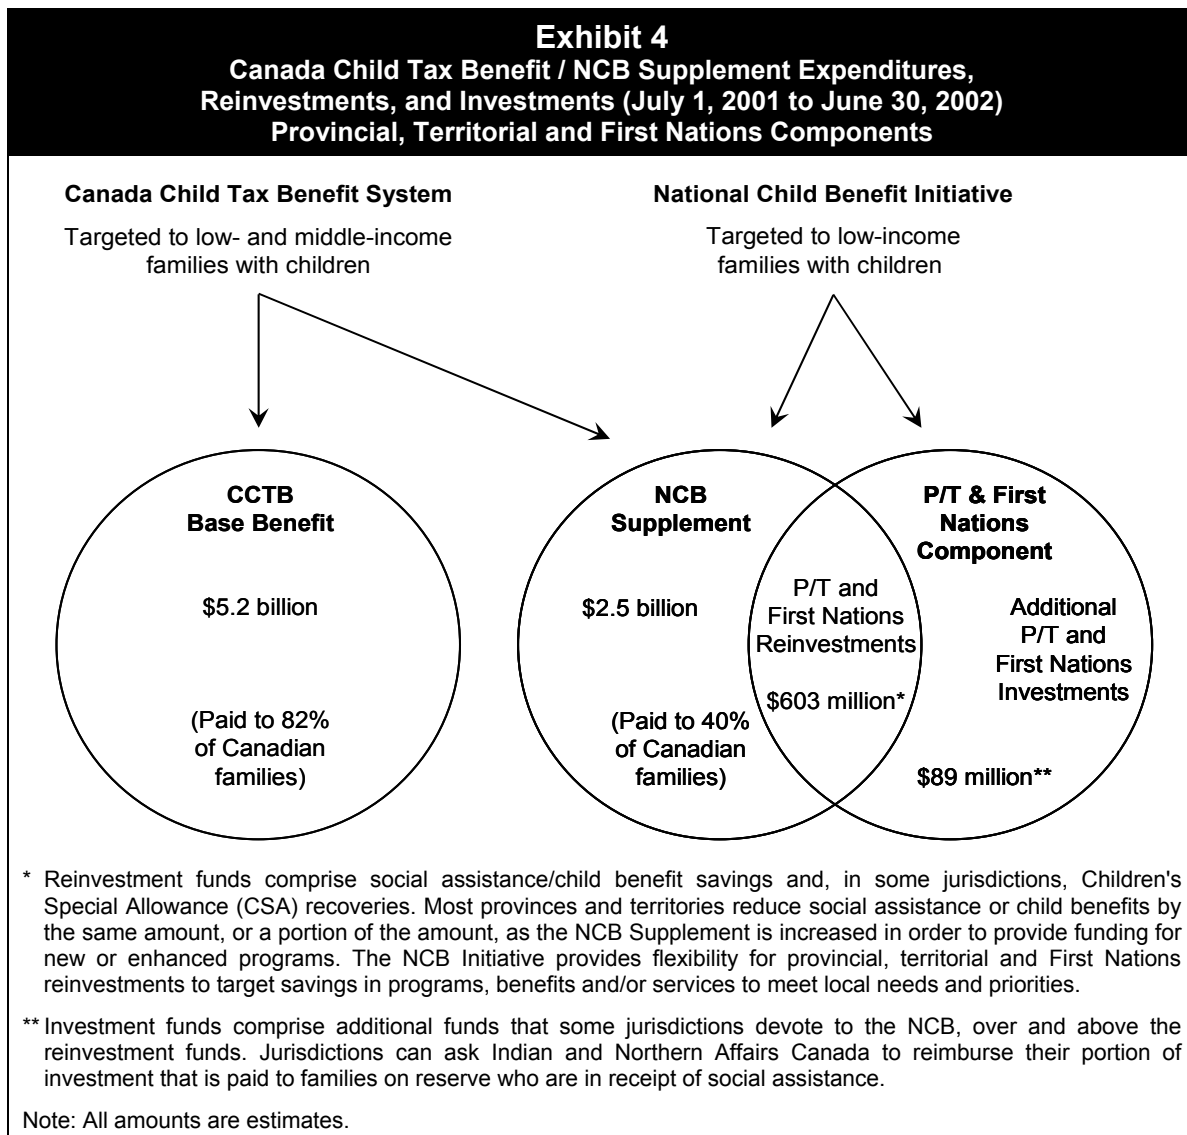 Exhibit 4
Canada Child Tax Benefit / NCB Supplement Expenditures,
Reinvestments, and Investments (July 1, 2001 to June 30, 2002)
Provincial, Territorial and First Nations Components
Canada Child Tax Benefit System
Targeted to low- and middle-income
families with children
National Child Benefit Initiative
Targeted to low-income
families with children
CCTB
Base Benefit
$5.2 billion
(Paid to 82%
of Canadian
families)
NCB
Supplement
$2.5 billion
(Paid to 40%
of Canadian
families)
P/T and
First Nations
Reinvestments
$603 million*
P/T & First
Nations
Component
Additional
P/T and
First Nations
Investments
$89 million**
* Reinvestment funds comprise social assistance/child benefit savings and, in some jurisdictions, Children's
Special Allowance (CSA) recoveries. Most provinces and territories reduce social assistance or child benefits by
the same amount, or a portion of the amount, as the NCB Supplement is increased in order to provide funding for
new or enhanced programs. The NCB Initiative provides flexibility for provincial, territorial and First Nations
reinvestments to target savings in programs, benefits and/or services to meet local needs and priorities.
** Investment funds comprise additional funds that some jurisdictions devote to the NCB, over and above the
reinvestment funds. Jurisdictions can ask Indian and Northern Affairs Canada to reimburse their portion of
investment that is paid to families on reserve who are in receipt of social assistance.
Note: All amounts are estimates.